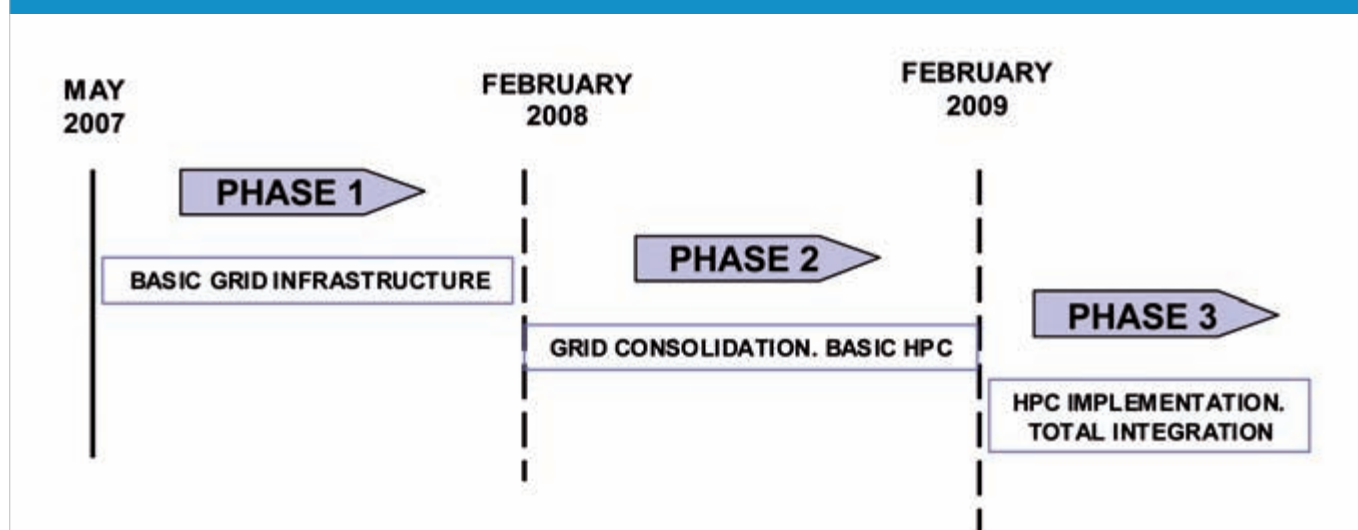 MAY
2007
FEBRUARY
2008
FEBRUARY
2009
PHASE 1
BASIC GRID INFRASTRUCTURE
PHASE 2
GRID CONSOLIDATION. BASIC HPC
PHASE 3
HPC IMPLEMENTATION.
TOTAL INTEGRATION